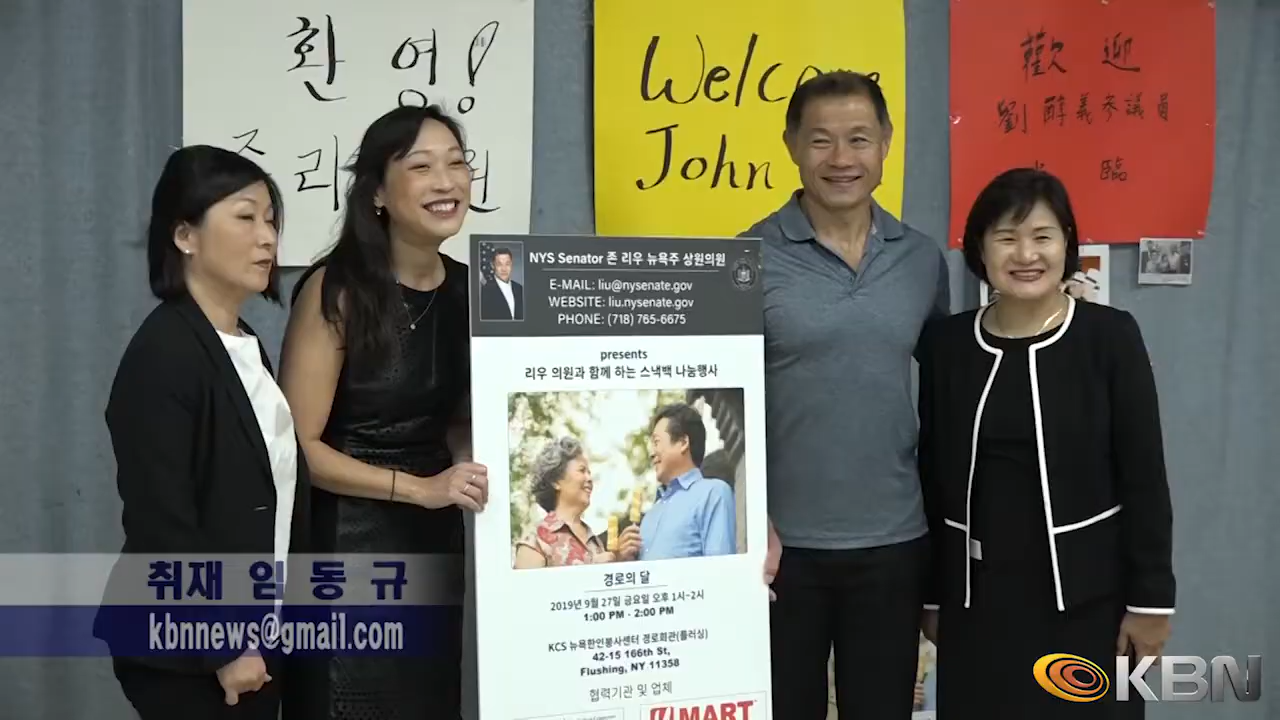 환 영!
존 리
원
Welcome
John
歡 迎
劉 醇 義 參 議 員
臨
NYS Senator 존 리우 뉴욕주 상원의원
E-MAIL: liu@nysenate.gov
WEBSITE: liu.nysenate.gov
PHONE: (718) 765-6675
presents
리우 의원과 함께 하는 스낵백 나눔행사
경로의 달
2019년 9월 27일 금요일 오후 1시-2시
1:00 PM - 2:00 PM
KCS 뉴욕한인봉사센터 경로회관(플러싱)
42-15 166th St,
Flushing, NY 11358
협력기관 및 업체
MART
취재 임 동 규
kbnnews@gmail.com
KBN